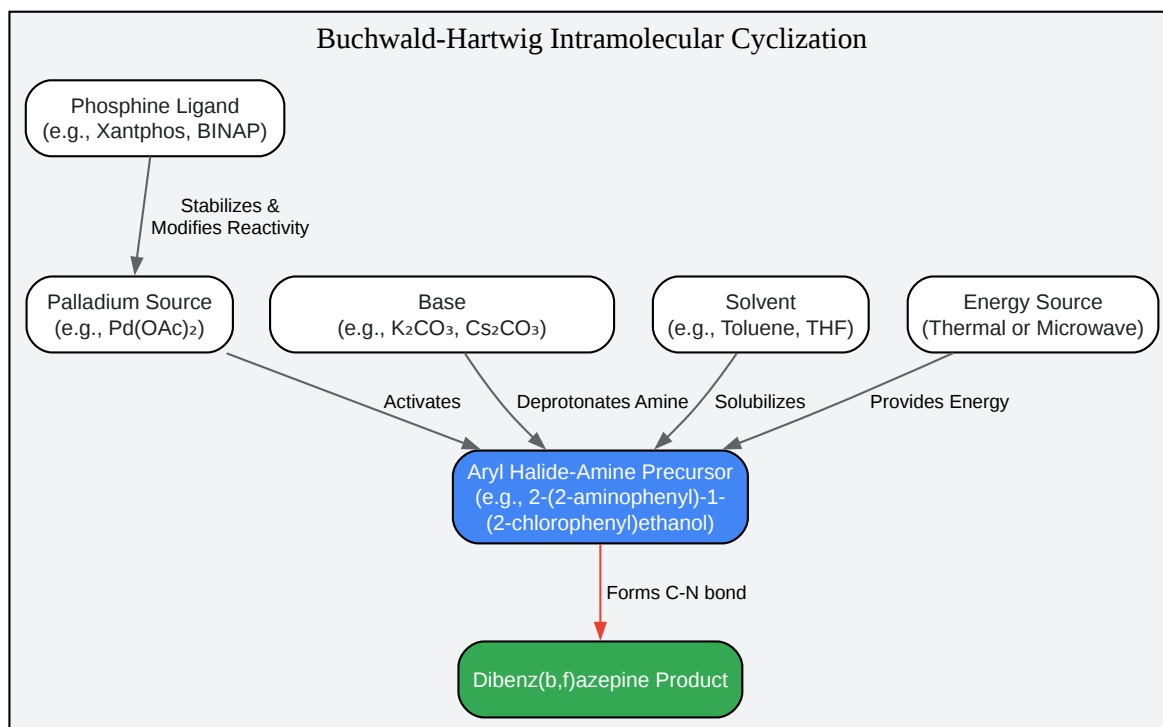 Buchwald-Hartwig Intramolecular Cyclization
Phosphine Ligand
(e.g., Xantphos, BINAP)
Stabilizes &
Modifies Reactivity
Palladium Source
(e.g., Pd(OAc)₂)
Base
(e.g., K₂CO₃, Cs₂CO₃)
Solvent
(e.g., Toluene, THF)
Energy Source
(Thermal or Microwave)
Activates
Deprotonates Amine
Solubilizes
Provides Energy
Aryl Halide-Amine Precursor
(e.g., 2-(2-aminophenyl)-1-
(2-chlorophenyl)ethanol)
Forms C-N bond
Dibenz(b,f)azepine Product